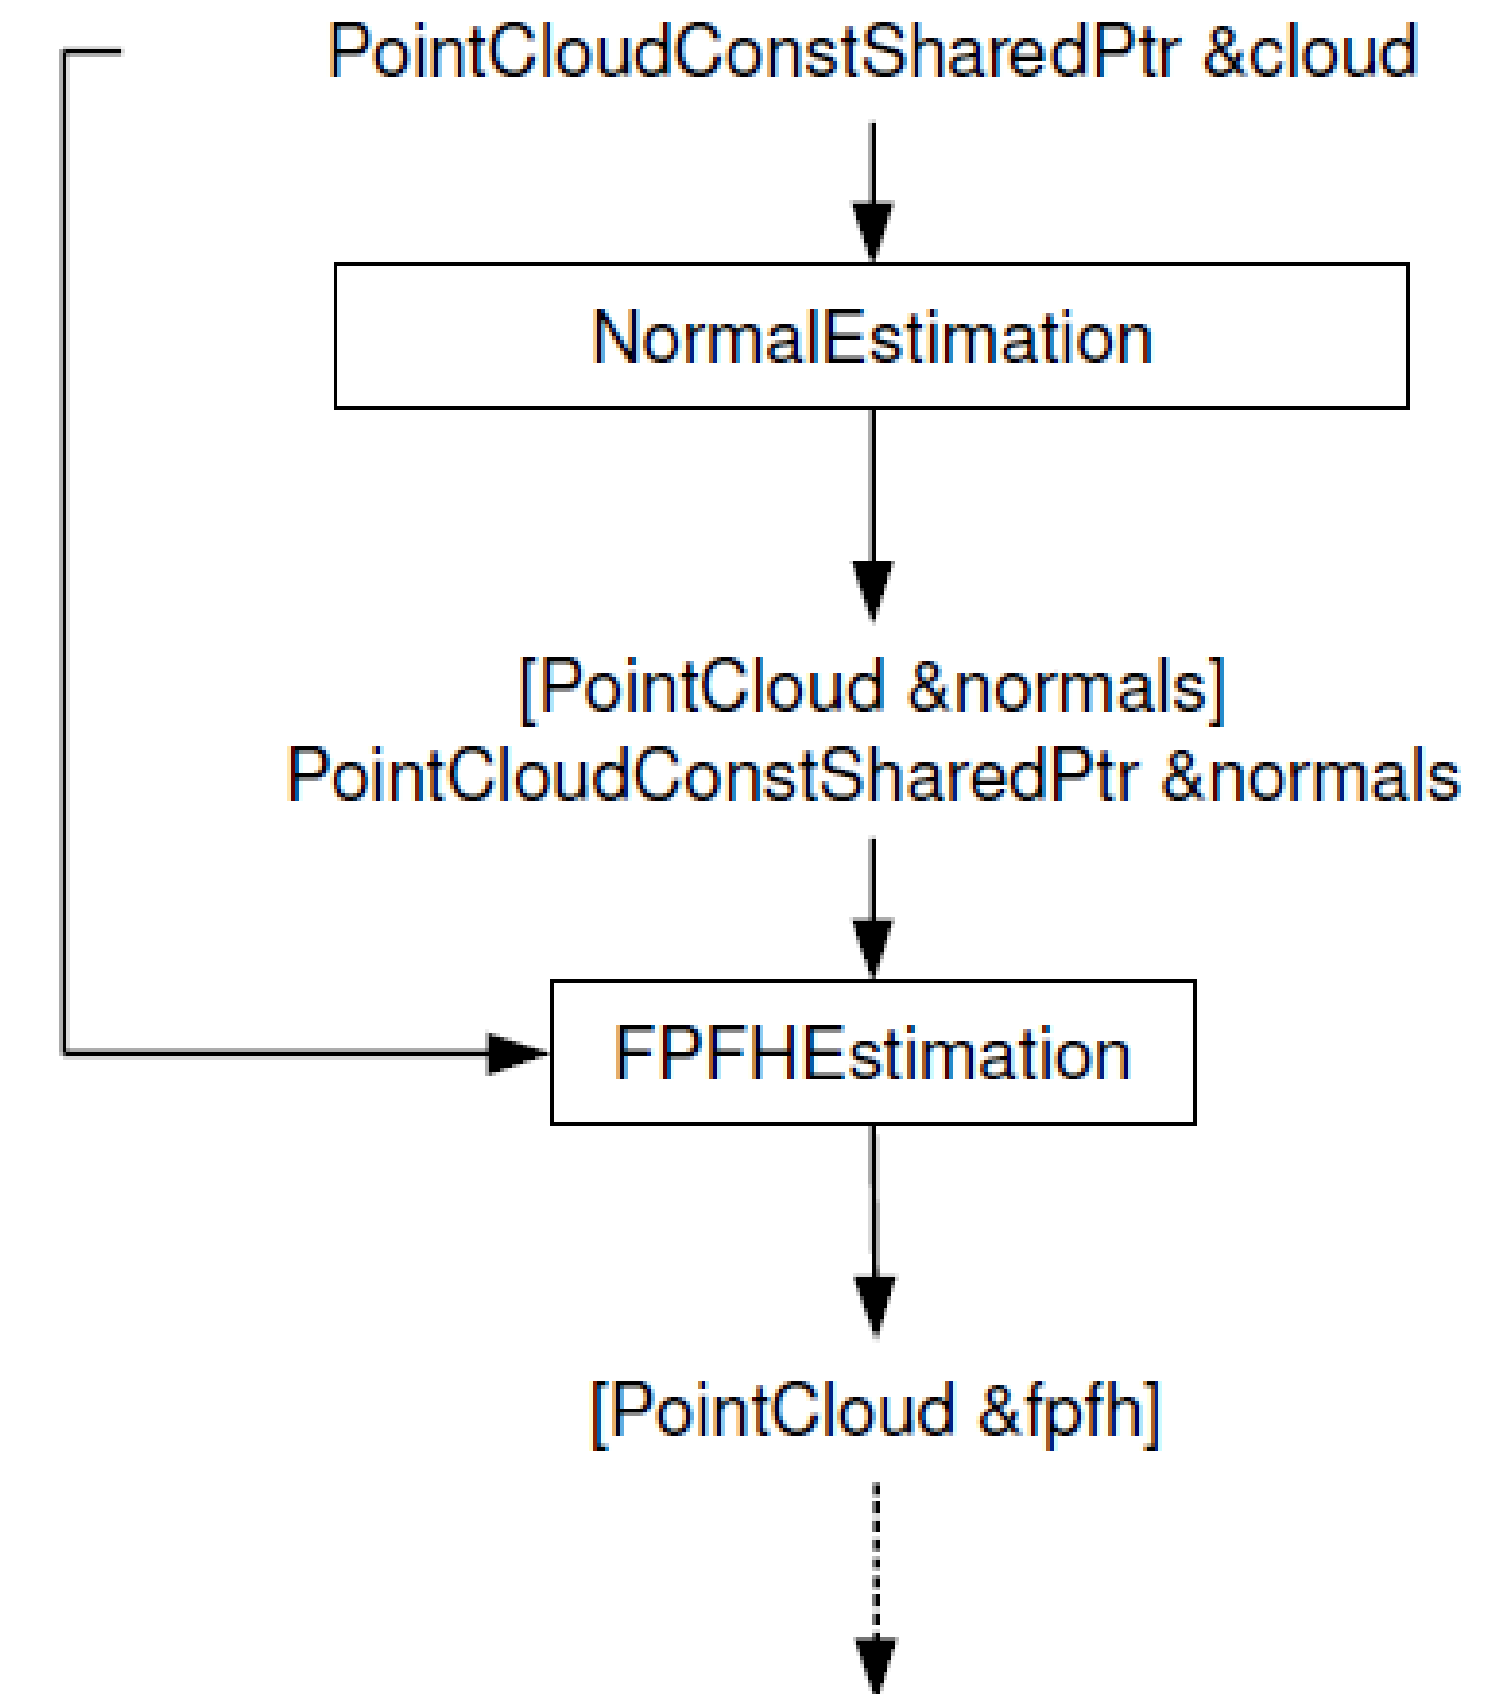 PointCloudConstSharedPtr &cloud
NormalEstimation
[PointCloud &normals]
PointCloudConstSharedPtr &normals
FPFHEstimation
[PointCloud &fpfh]